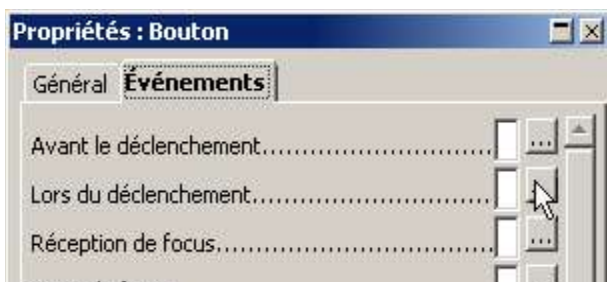 Propriétés : Bouton
Général Événements
Avant le déclenchement.............................. ...
Lors du déclenchement..............................
Réception de focus................................... ...